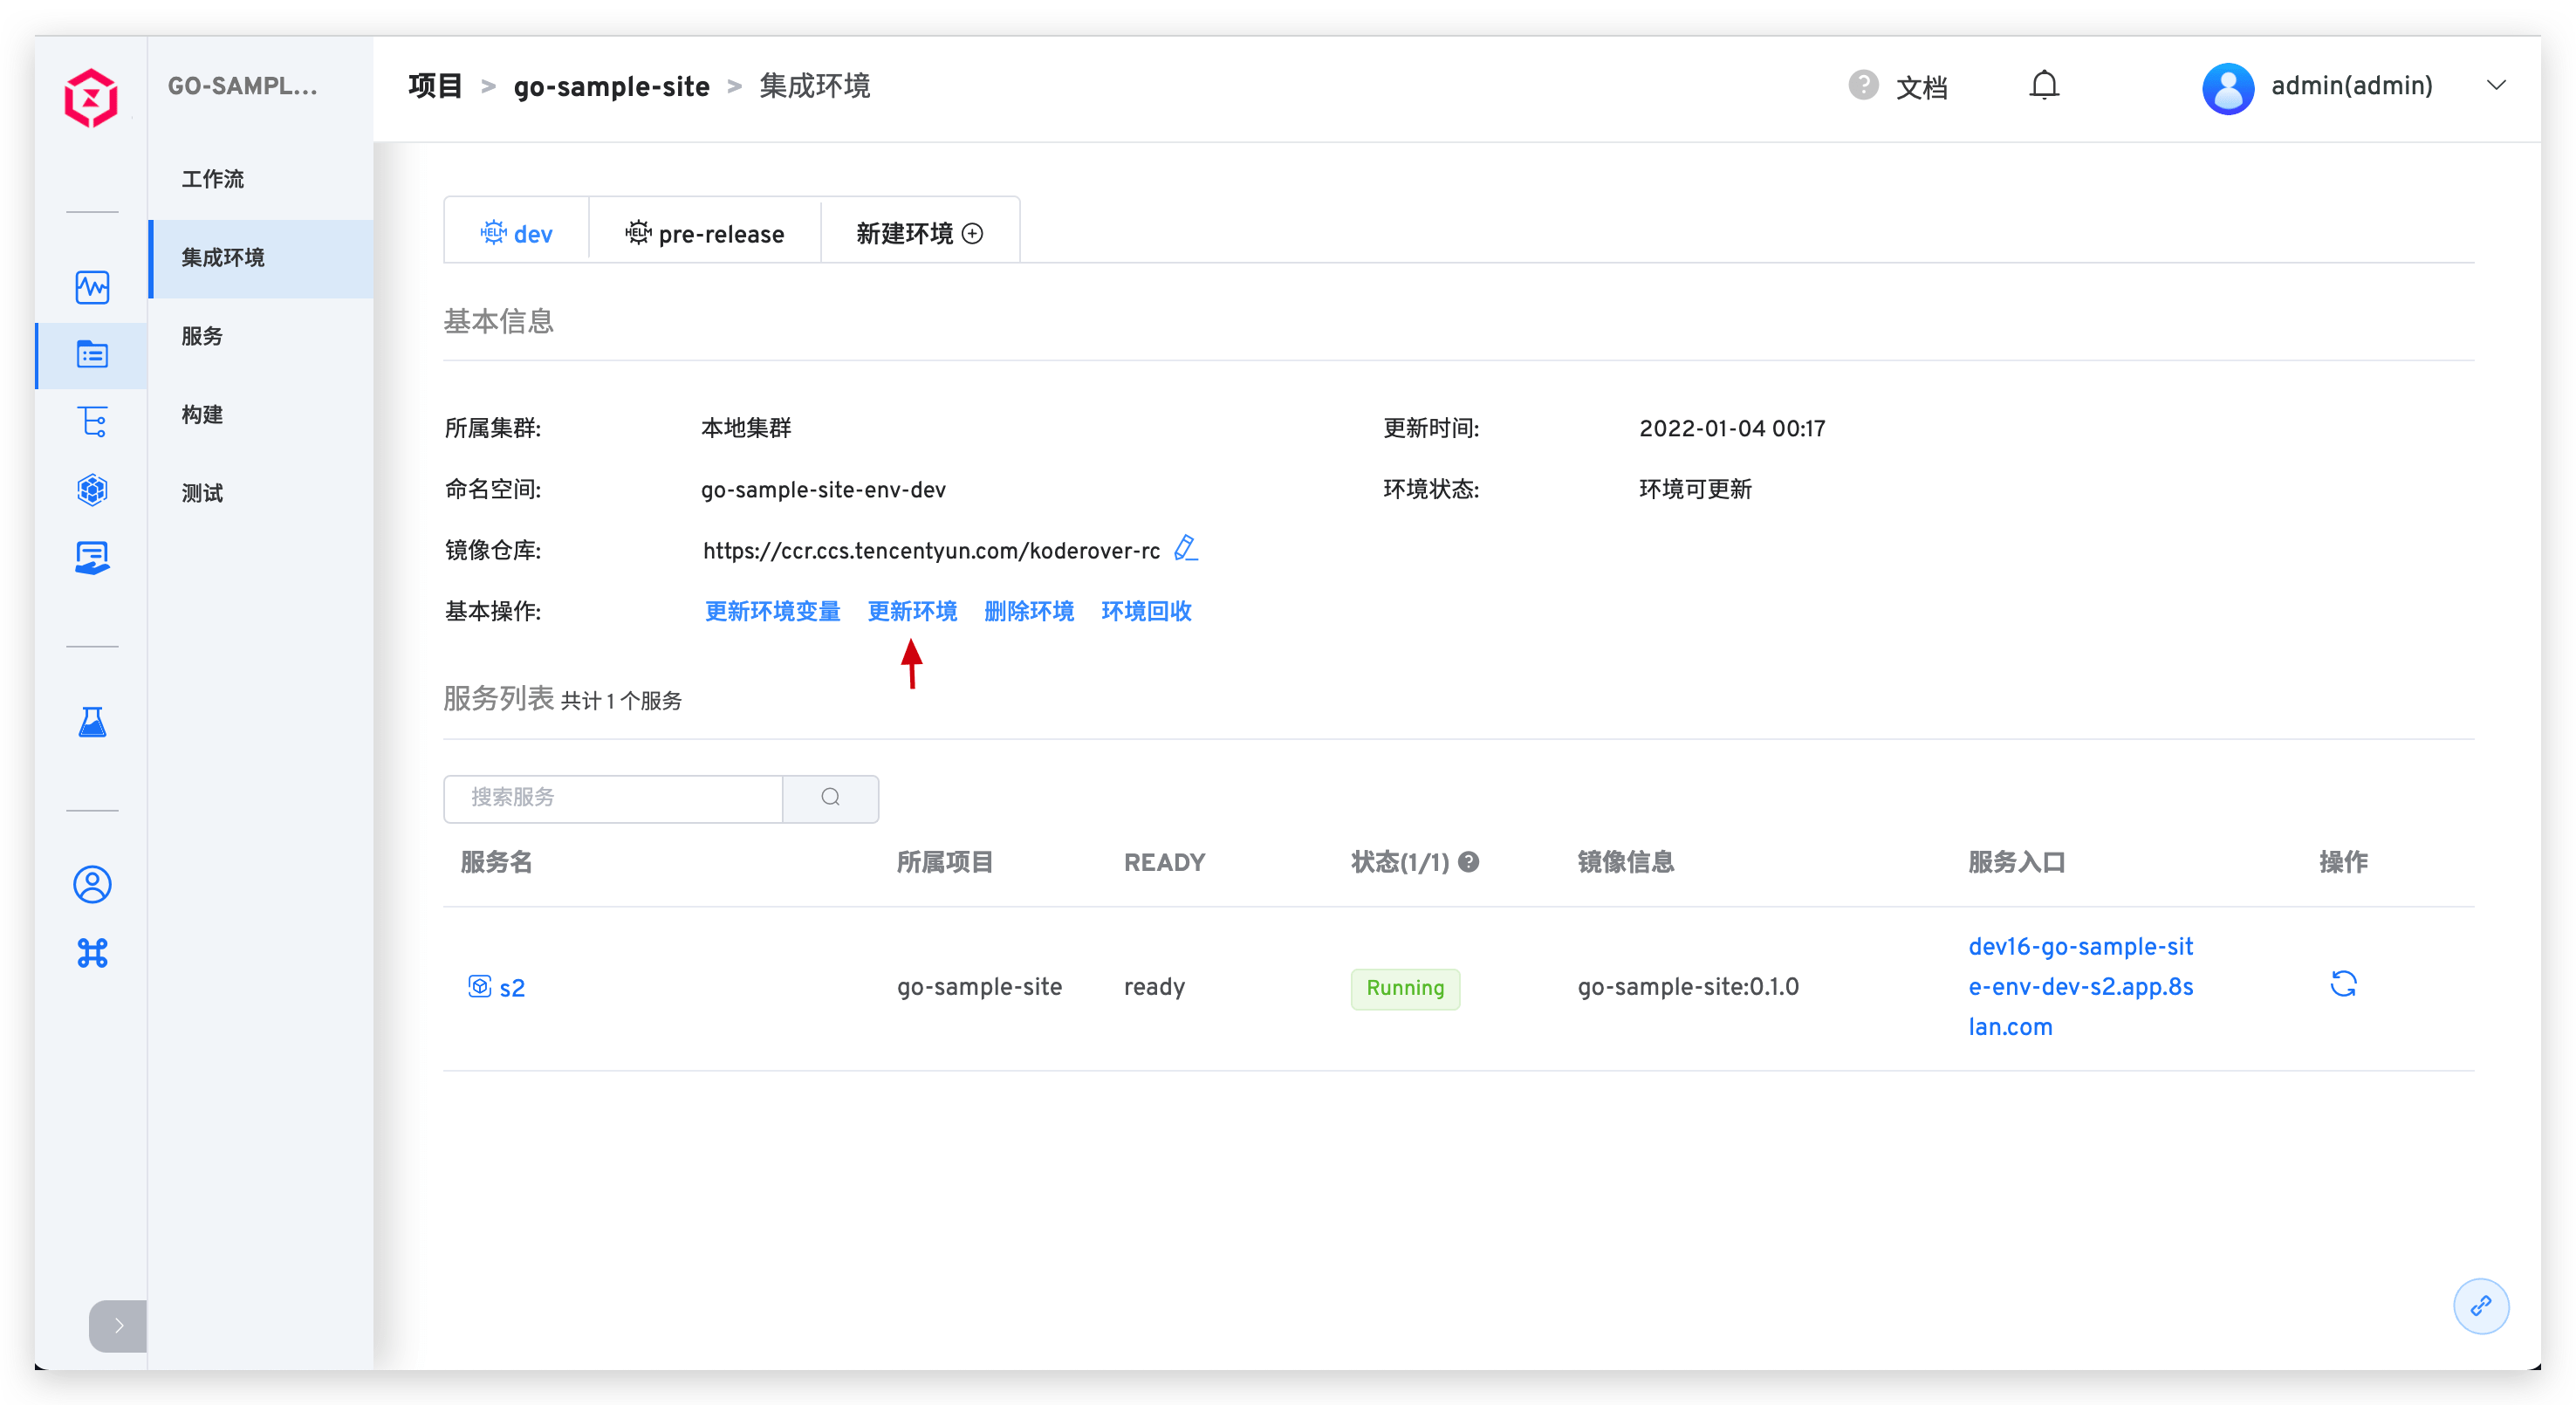 GO-SAMPL...
项目 > go-sample-site > 集成环境
文档
admin(admin)
工作流
集成环境
服务
构建
测试
HELM dev
HELM pre-release
新建环境
基本信息
所属集群: 本地集群
更新时间: 2022-01-04 00:17
命名空间: go-sample-site-env-dev
环境状态: 环境可更新
镜像仓库: https://ccr.ccs.tencentyun.com/koderover-rc
基本操作: 更新环境变量 更新环境 删除环境 环境回收
服务列表 共计 1 个服务
搜索服务
服务名 所属项目 READY 状态(1/1) 镜像信息 服务入口 操作
s2 go-sample-site ready Running go-sample-site:0.1.0
dev16-go-sample-sit
e-env-dev-s2.app.8s
lan.com